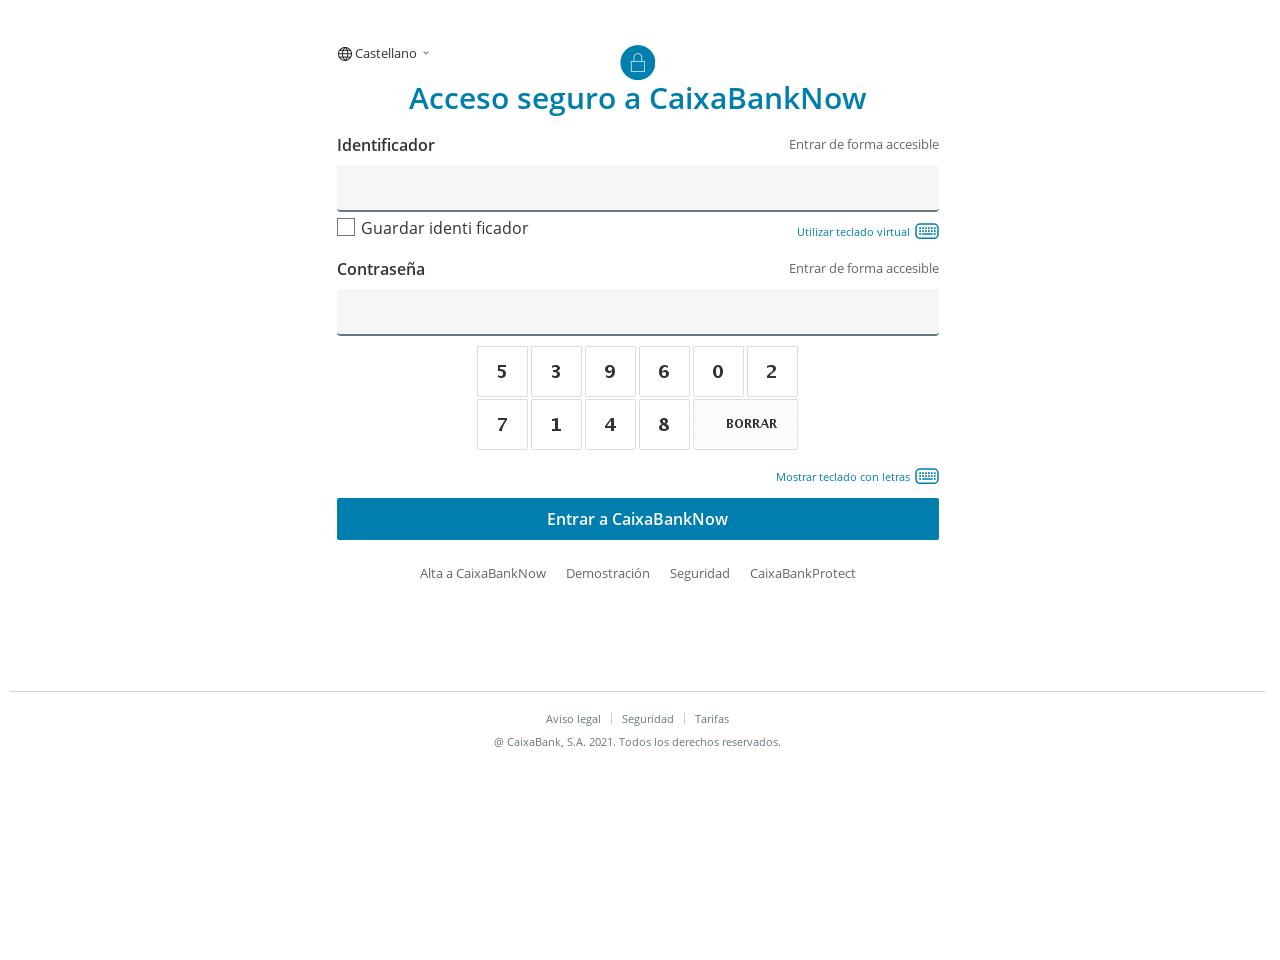 Castellano
Acceso seguro a CaixaBankNow
Identificador
Entrar de forma accesible
Guardar identi ficador
Utilizar teclado virtual
Contraseña
Entrar de forma accesible
5 3 9 6 0 2
7 1 4 8 BORRAR
Mostrar teclado con letras
Entrar a CaixaBankNow
Alta a CaixaBankNow Demostración Seguridad CaixaBankProtect
Aviso legal Seguridad Tarifas
@ CaixaBank, S.A. 2021. Todos los derechos reservados.